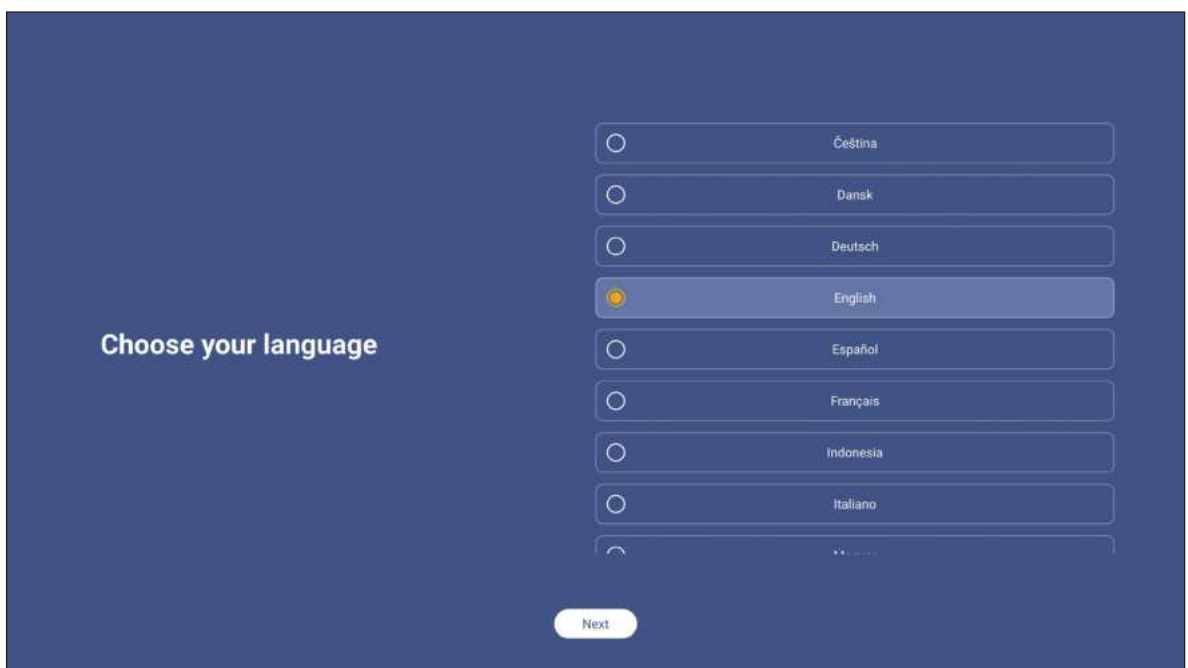 Choose your language
Čeština
Dansk
Deutsch
English
Español
Français
Indonesia
Italiano
Next